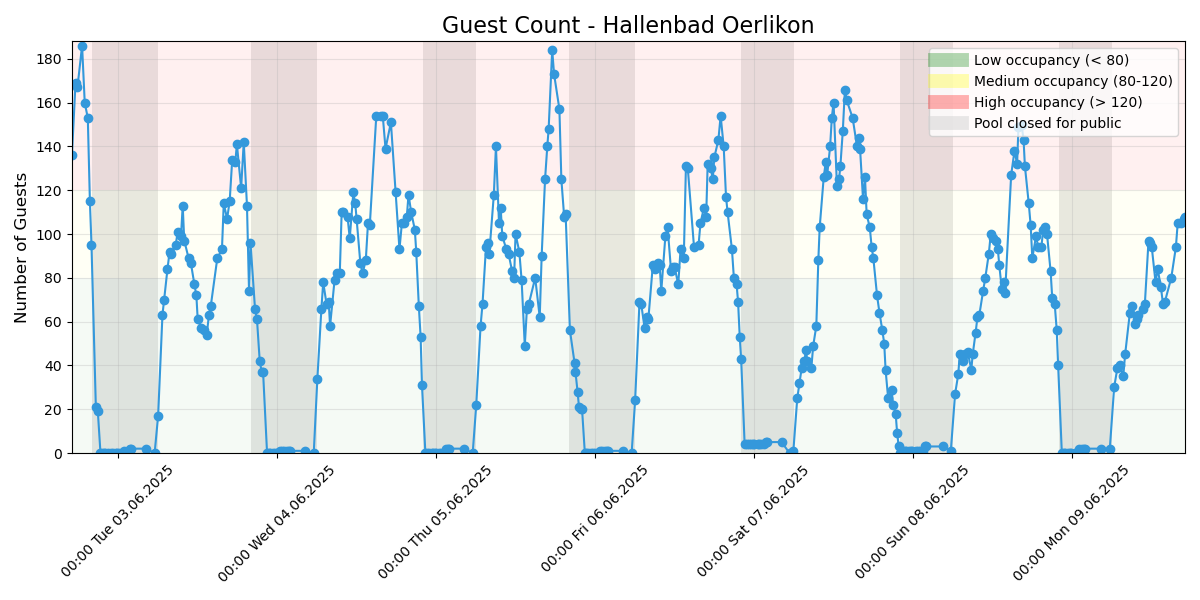 Guest Count - Hallenbad Oerlikon
Number of Guests
180
160
140
120
100
80
60
40
20
0
Low occupancy (< 80)
Medium occupancy (80-120)
High occupancy (> 120)
Pool closed for public
00:00 Tue 03.06.2025
00:00 Wed 04.06.2025
00:00 Thu 05.06.2025
00:00 Fri 06.06.2025
00:00 Sat 07.06.2025
00:00 Sun 08.06.2025
00:00 Mon 09.06.2025